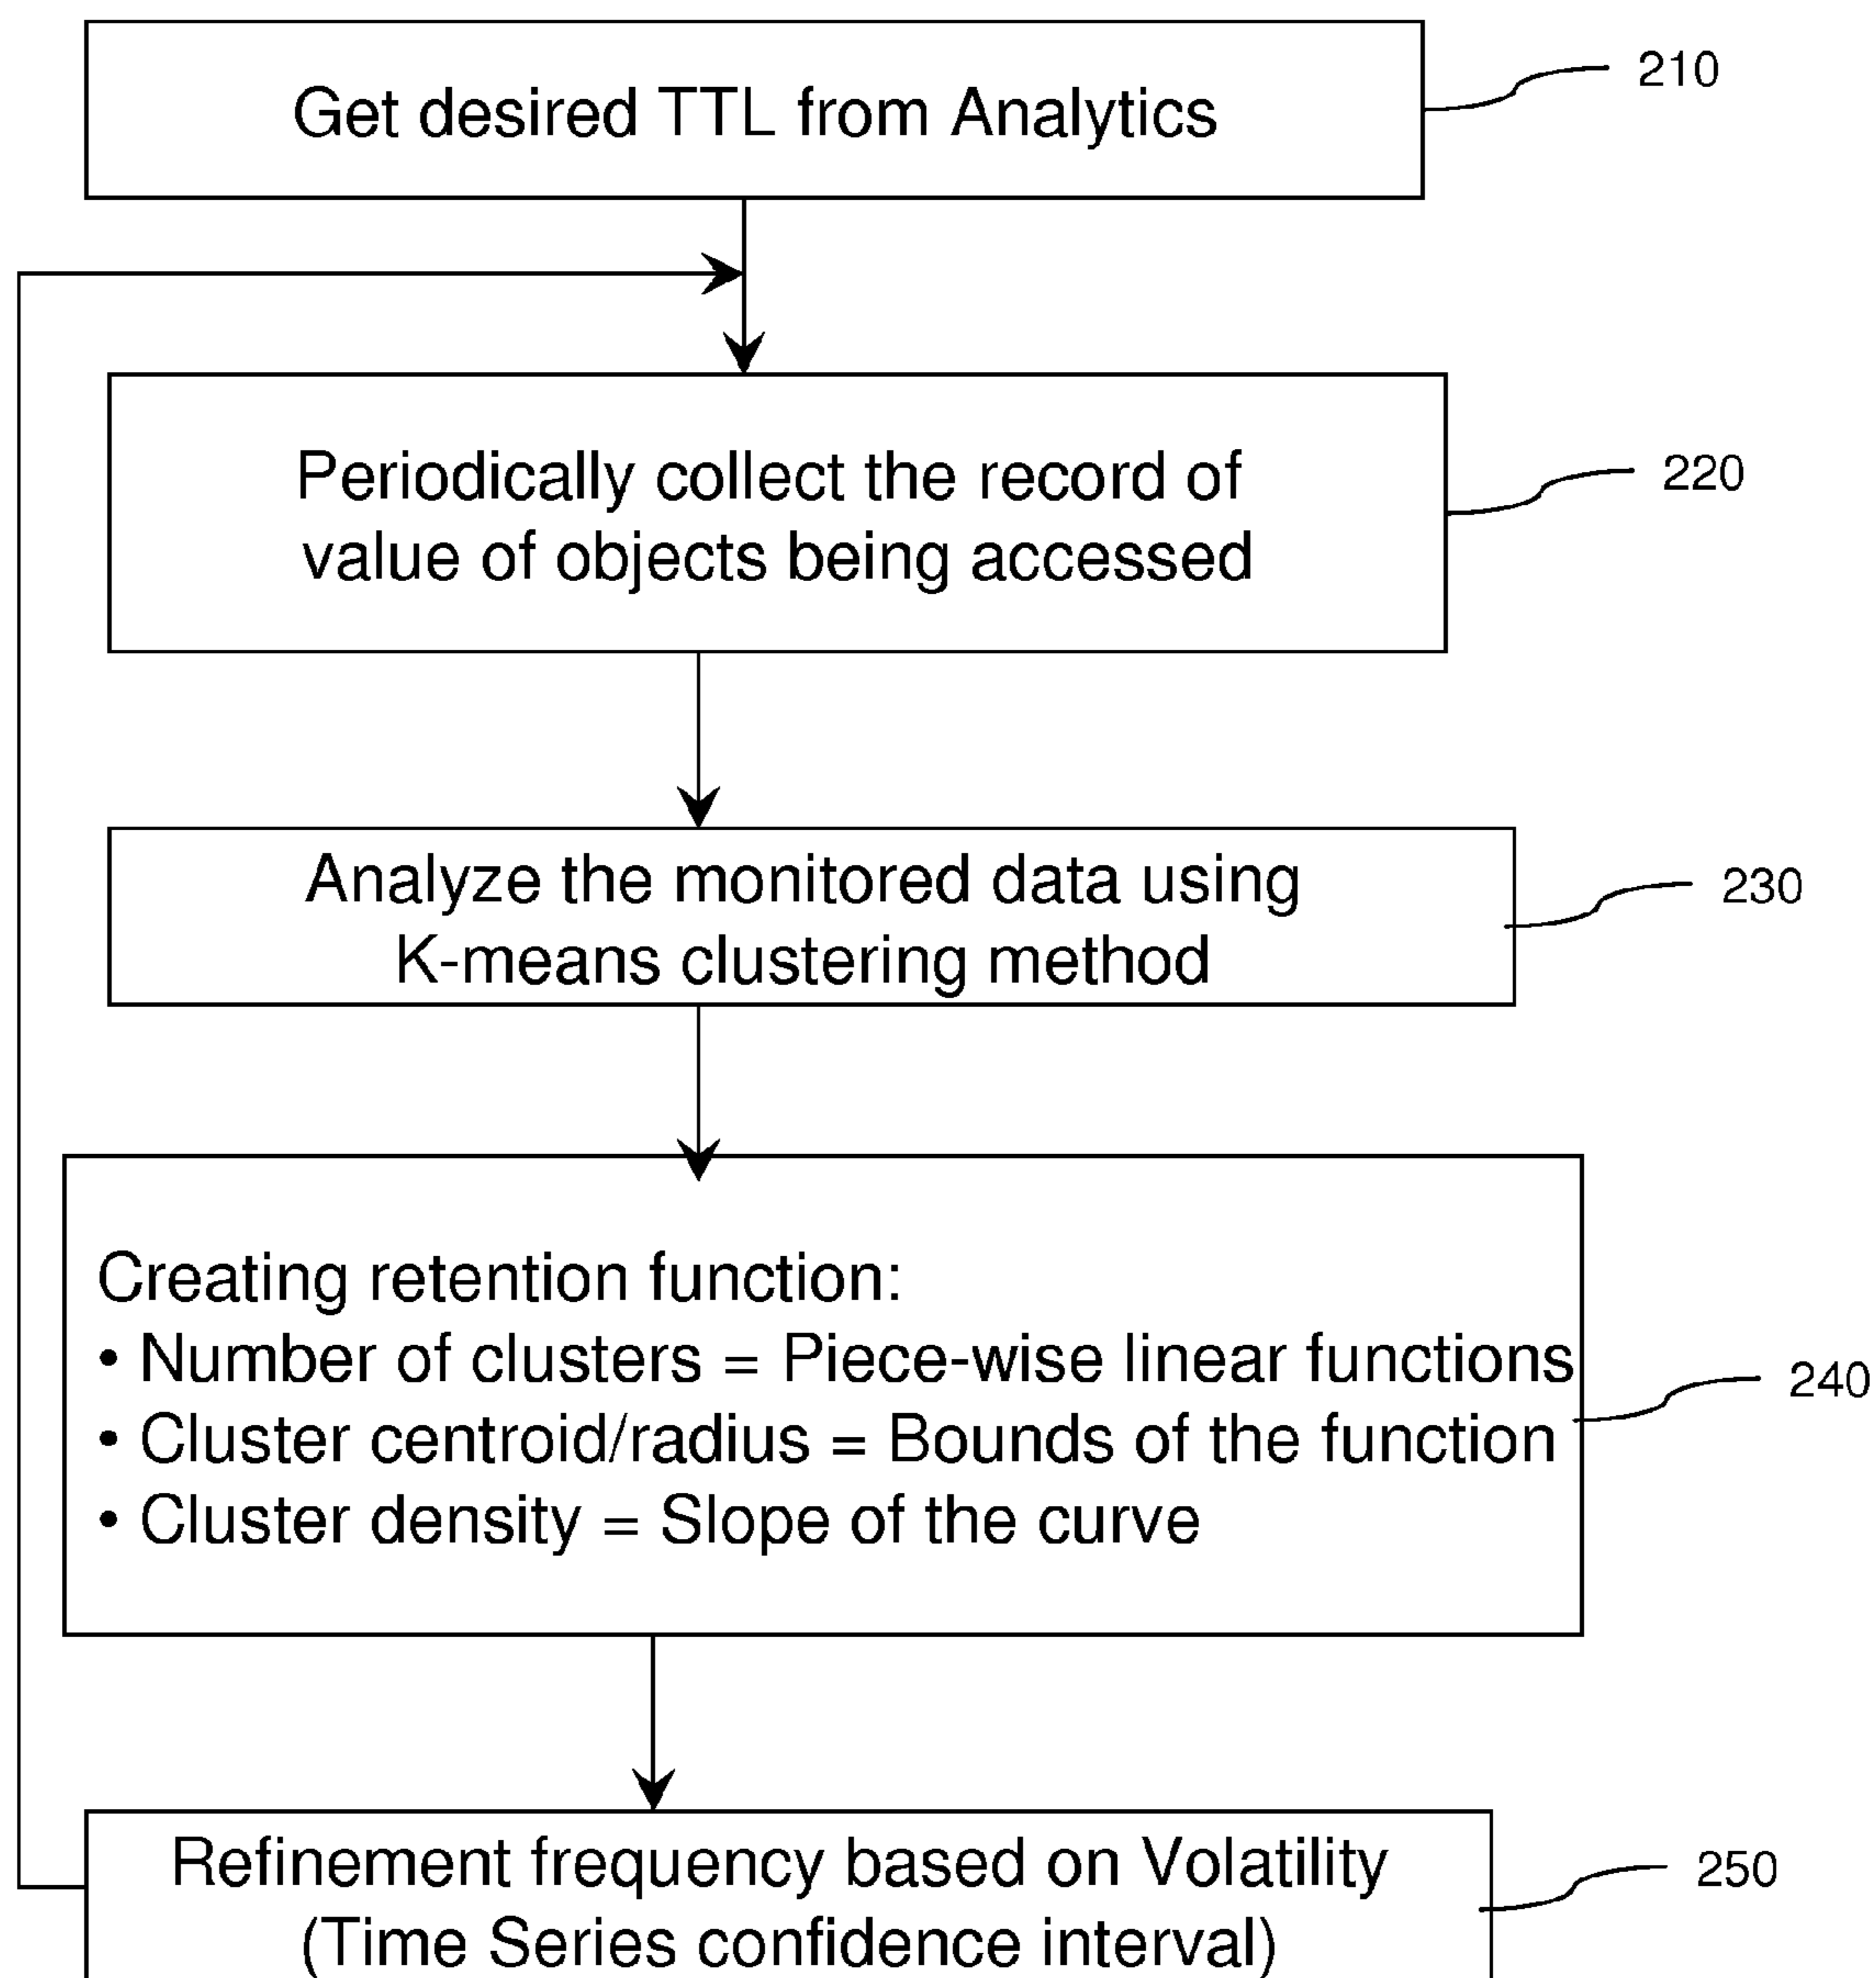 Get desired TTL from Analytics
210
Periodically collect the record of
value of objects being accessed
220
Analyze the monitored data using
K-means clustering method
230
Creating retention function:
• Number of clusters = Piece-wise linear functions
• Cluster centroid/radius = Bounds of the function
• Cluster density = Slope of the curve
240
Refinement frequency based on Volatility
(Time Series confidence interval)
250